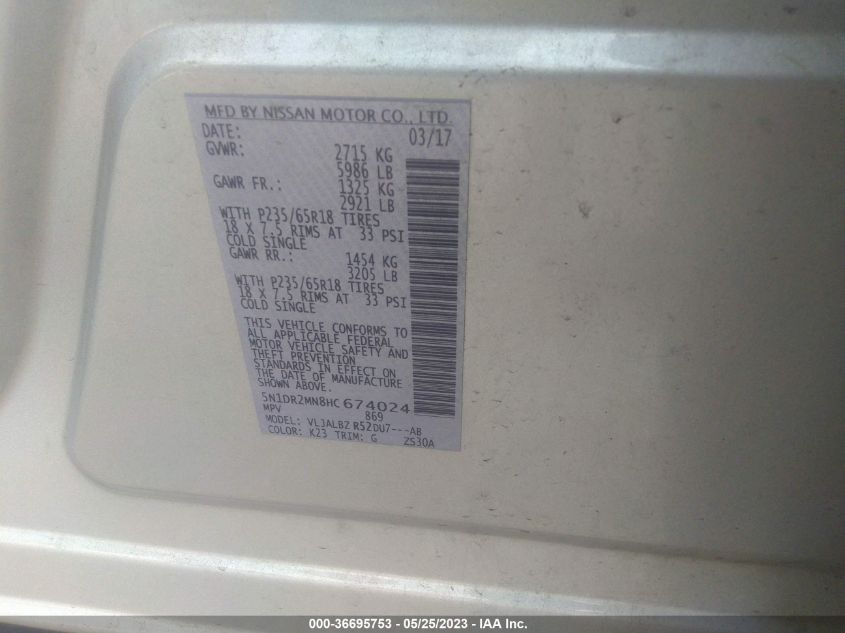 MFD BY NISSAN MOTOR CO., LTD.
DATE: 03/17
GVWR: 2715 KG
5986 LB
GAWR FR.: 1325 KG
2921 LB
WITH P235/65R18 TIRES
18 X 7.5 RIMS AT 33 PSI
COLD SINGLE
GAWR RR.: 1454 KG
3205 LB
WITH P235/65R18 TIRES
18 X 7.5 RIMS AT 33 PSI
COLD SINGLE
THIS VEHICLE CONFORMS TO
ALL APPLICABLE FEDERAL
MOTOR VEHICLE SAFETY AND
THEFT PREVENTION
STANDARDS IN EFFECT ON
THE DATE OF MANUFACTURE
SHOWN ABOVE.
5N1DR2MN8HC674024
MPV 869
MODEL: VLJALBZ R52DU7---AB
COLOR: K23 TRIM: G ZS30A
000-36695753 - 05/25/2023 - IAA Inc.